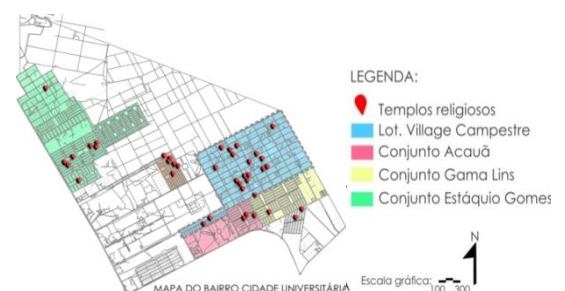 LEGENDA:
Templos religiosos
Lot. Village Campestre
Conjunto Acauã
Conjunto Gama Lins
Conjunto Estáquio Gomes
N
Escala gráfica:
100 300
MAPA DO BAIRRO CIDADE UNIVERSITÁRIA